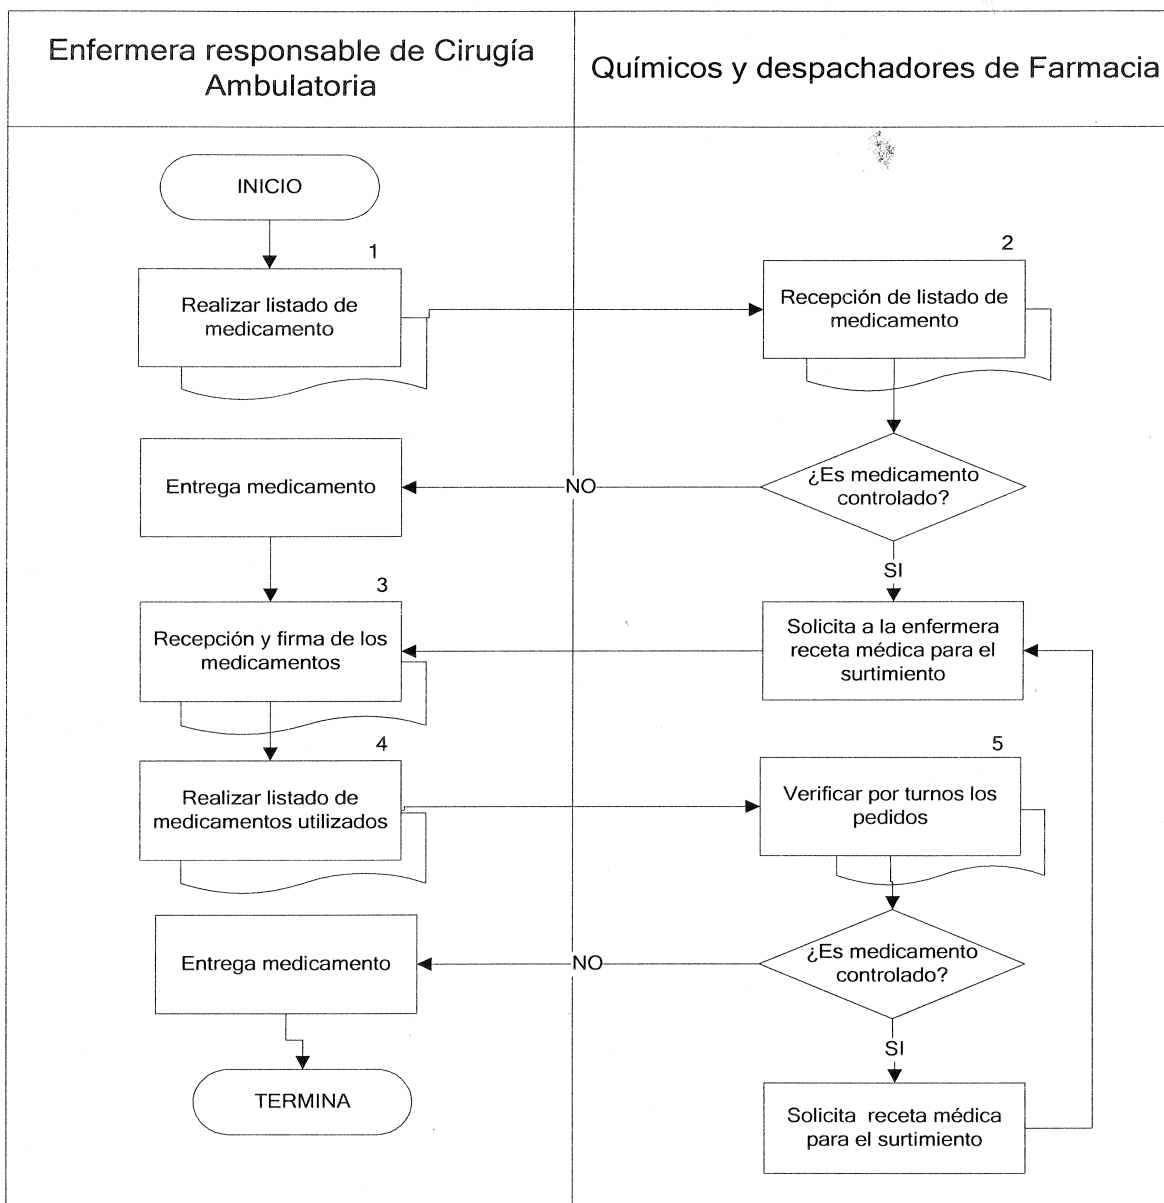 Enfermera responsable de Cirugía
Ambulatoria
Químicos y despachadores de Farmacia
INICIO
1
Realizar listado de
medicamento
2
Recepción de listado de
medicamento
¿Es medicamento
controlado?
NO
Entrega medicamento
SI
Solicita a la enfermera
receta médica para el
surtimiento
3
Recepción y firma de los
medicamentos
4
Realizar listado de
medicamentos utilizados
5
Verificar por turnos los
pedidos
¿Es medicamento
controlado?
NO
Entrega medicamento
SI
Solicita receta médica
para el surtimiento
TERMINA